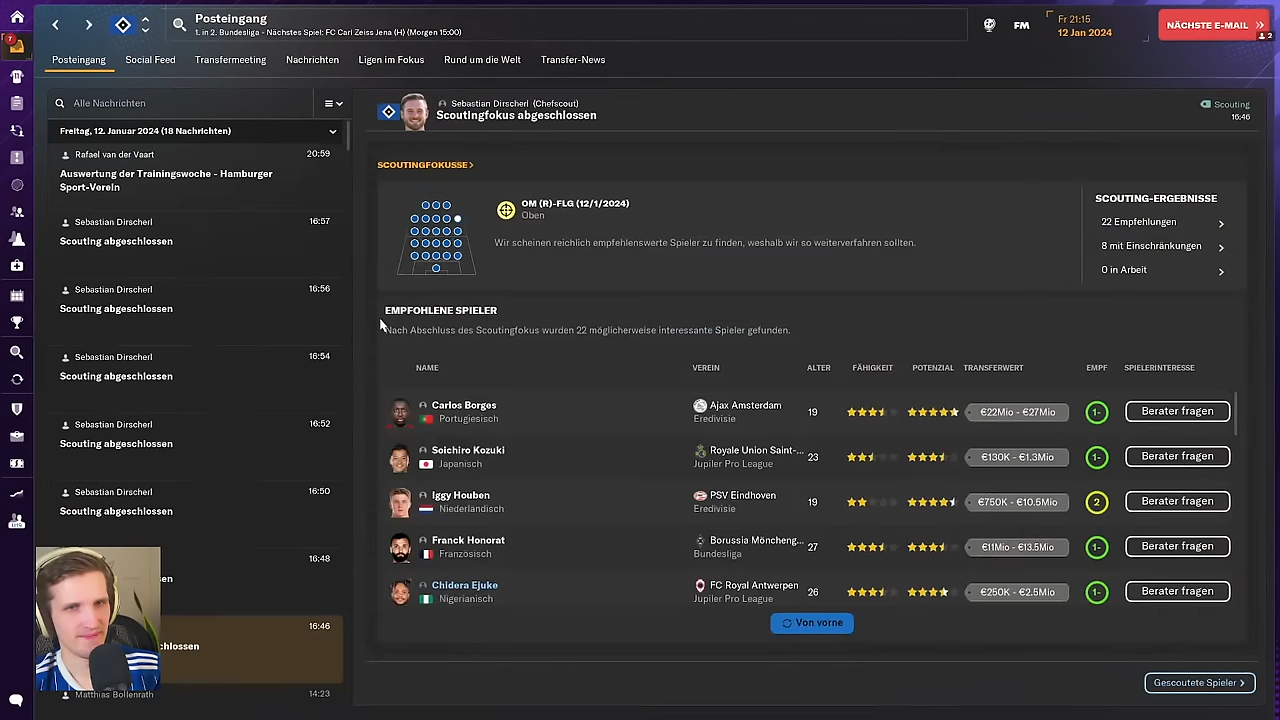 Posteingang
1. in 2. Bundesliga - Nächstes Spiel: FC Carl Zeiss Jena (H) (Morgen 15:00)
FM
Fr 21:15
12 Jan 2024
NÄCHSTE E-MAIL
2
7
Posteingang
Social Feed
Transfermeeting
Nachrichten
Ligen im Fokus
Rund um die Welt
Transfer-News
Alle Nachrichten
Freitag, 12. Januar 2024 (18 Nachrichten)
Rafael van der Vaart 20:59
Auswertung der Trainingswoche - Hamburger
Sport-Verein
Sebastian Dirscherl 16:57
Scouting abgeschlossen
Sebastian Dirscherl 16:56
Scouting abgeschlossen
Sebastian Dirscherl 16:54
Scouting abgeschlossen
Sebastian Dirscherl 16:52
Scouting abgeschlossen
Sebastian Dirscherl 16:50
Scouting abgeschlossen
16:48
16:46
Matthias Bollenrath 14:23
Sebastian Dirscherl (Chefscout)
Scoutingfokus abgeschlossen
Scouting
16:46
SCOUTINGFOKUSSE >
OM (R)-FLG (12/1/2024)
Oben
Wir scheinen reichlich empfehlenswerte Spieler zu finden, weshalb wir so weiterverfahren sollten.
SCOUTING-ERGEBNISSE
22 Empfehlungen
8 mit Einschränkungen
0 in Arbeit
EMPFOHLENE SPIELER
Nach Abschluss des Scoutingfokus wurden 22 möglicherweise interessante Spieler gefunden.
NAME VEREIN ALTER FÄHIGKEIT POTENZIAL TRANSFERWERT EMPF SPIELERINTERESSE
Carlos Borges Ajax Amsterdam 19 €22Mio - €27Mio 1- Berater fragen
Portugiesisch Eredivisie
Soichiro Kozuki Royale Union Saint-... 23 €130K - €1.3Mio 1- Berater fragen
Japanisch Jupiler Pro League
Iggy Houben PSV Eindhoven 19 €750K - €10.5Mio 2 Berater fragen
Niederländisch Eredivisie
Franck Honorat Borussia Möncheng... 27 €11Mio - €13.5Mio 1- Berater fragen
Französisch Bundesliga
Chidera Ejuke FC Royal Antwerpen 26 €250K - €2.5Mio 1- Berater fragen
Nigerianisch Jupiler Pro League
Von vorne
Gescoutete Spieler >